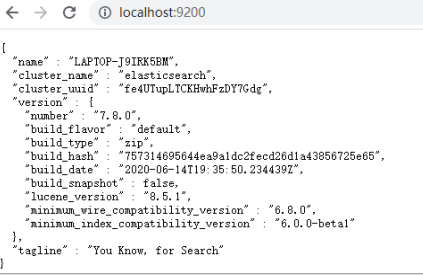 localhost:9200
{
"name" : "LAPTOP-J9IRK5BM",
"cluster_name" : "elasticsearch",
"cluster_uuid" : "fe4UTupLTCKHwhFzDY7Gdg",
"version" : {
"number" : "7.8.0",
"build_flavor" : "default",
"build_type" : "zip",
"build_hash" : "757314695644ea9a1dc2fecd26d1a43856725e65",
"build_date" : "2020-06-14T19:35:50.234439Z",
"build_snapshot" : false,
"lucene_version" : "8.5.1",
"minimum_wire_compatibility_version" : "6.8.0",
"minimum_index_compatibility_version" : "6.0.0-beta1"
},
"tagline" : "You Know, for Search"
}